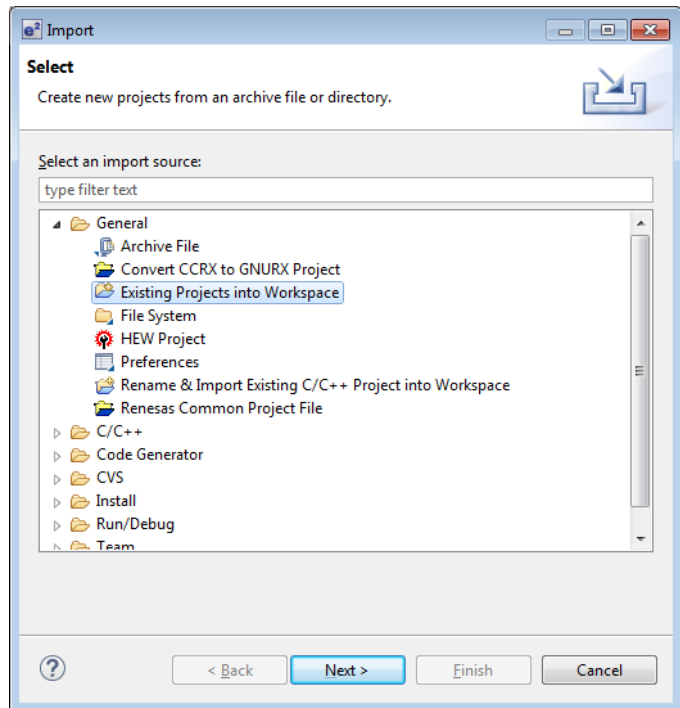 e² Import
Select
Create new projects from an archive file or directory.
Select an import source:
type filter text
General
Archive File
Convert CCRX to GNURX Project
Existing Projects into Workspace
File System
HEW Project
Preferences
Rename & Import Existing C/C++ Project into Workspace
Renesas Common Project File
C/C++
Code Generator
CVS
Install
Run/Debug
Team
? < Back Next > Finish Cancel